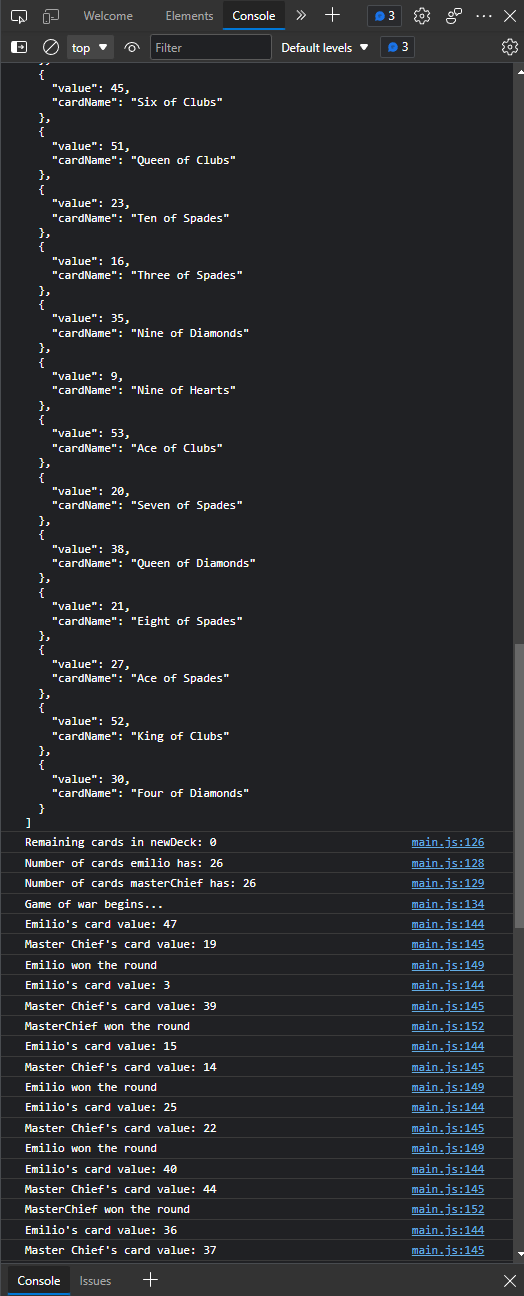 Welcome Elements Console 3
top Filter Default levels 3
},
{
"value": 45,
"cardName": "Six of Clubs"
},
{
"value": 51,
"cardName": "Queen of Clubs"
},
{
"value": 23,
"cardName": "Ten of Spades"
},
{
"value": 16,
"cardName": "Three of Spades"
},
{
"value": 35,
"cardName": "Nine of Diamonds"
},
{
"value": 9,
"cardName": "Nine of Hearts"
},
{
"value": 53,
"cardName": "Ace of Clubs"
},
{
"value": 20,
"cardName": "Seven of Spades"
},
{
"value": 38,
"cardName": "Queen of Diamonds"
},
{
"value": 21,
"cardName": "Eight of Spades"
},
{
"value": 27,
"cardName": "Ace of Spades"
},
{
"value": 52,
"cardName": "King of Clubs"
},
{
"value": 30,
"cardName": "Four of Diamonds"
}
]
Remaining cards in newDeck: 0 main.js:126
Number of cards emilio has: 26 main.js:128
Number of cards masterChief has: 26 main.js:129
Game of war begins... main.js:134
Emilio's card value: 47 main.js:144
Master Chief's card value: 19 main.js:145
Emilio won the round main.js:149
Emilio's card value: 3 main.js:144
Master Chief's card value: 39 main.js:145
MasterChief won the round main.js:152
Emilio's card value: 15 main.js:144
Master Chief's card value: 14 main.js:145
Emilio won the round main.js:149
Emilio's card value: 25 main.js:144
Master Chief's card value: 22 main.js:145
Emilio won the round main.js:149
Emilio's card value: 40 main.js:144
Master Chief's card value: 44 main.js:145
MasterChief won the round main.js:152
Emilio's card value: 36 main.js:144
Master Chief's card value: 37 main.js:145
Console Issues